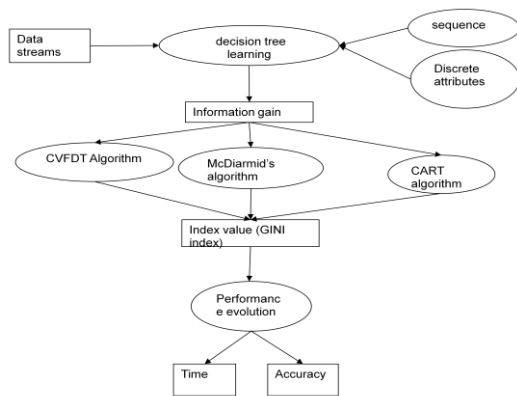 Data
streams
decision tree
learning
sequence
Discrete
attributes
Information gain
CVFDT Algorithm
McDiarmid's
algorithm
CART
algorithm
Index value (GINI
index)
Performanc
e evolution
Time
Accuracy